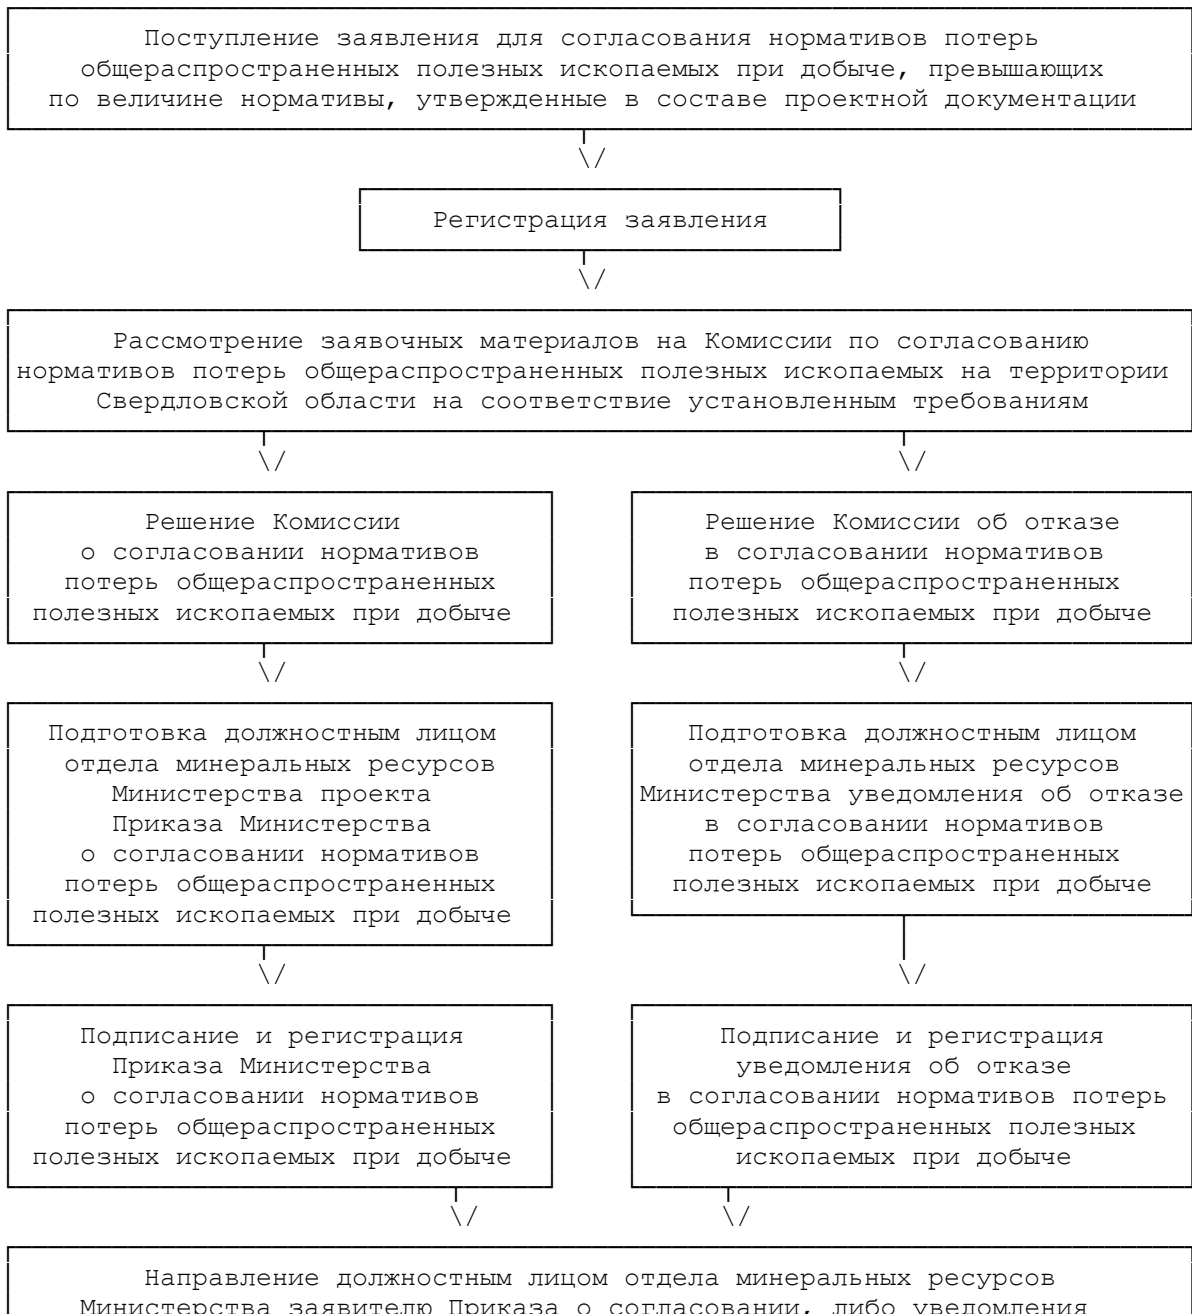 Поступление заявления для согласования нормативов потерь
общераспространенных полезных ископаемых при добыче, превышающих
по величине нормативы, утвержденные в составе проектной документации
Регистрация заявления
Рассмотрение заявочных материалов на Комиссии по согласованию
нормативов потерь общераспространенных полезных ископаемых на территории
Свердловской области на соответствие установленным требованиям
Решение Комиссии
о согласовании нормативов
потерь общераспространенных
полезных ископаемых при добыче
Решение Комиссии об отказе
в согласовании нормативов
потерь общераспространенных
полезных ископаемых при добыче
Подготовка должностным лицом
отдела минеральных ресурсов
Министерства проекта
Приказа Министерства
о согласовании нормативов
потерь общераспространенных
полезных ископаемых при добыче
Подготовка должностным лицом
отдела минеральных ресурсов
Министерства уведомления об отказе
в согласовании нормативов
потерь общераспространенных
полезных ископаемых при добыче
Подписание и регистрация
Приказа Министерства
о согласовании нормативов
потерь общераспространенных
полезных ископаемых при добыче
Подписание и регистрация
уведомления об отказе
в согласовании нормативов потерь
общераспространенных полезных
ископаемых при добыче
Направление должностным лицом отдела минеральных ресурсов
Министерства заявителю Приказа о согласовании, либо уведомления